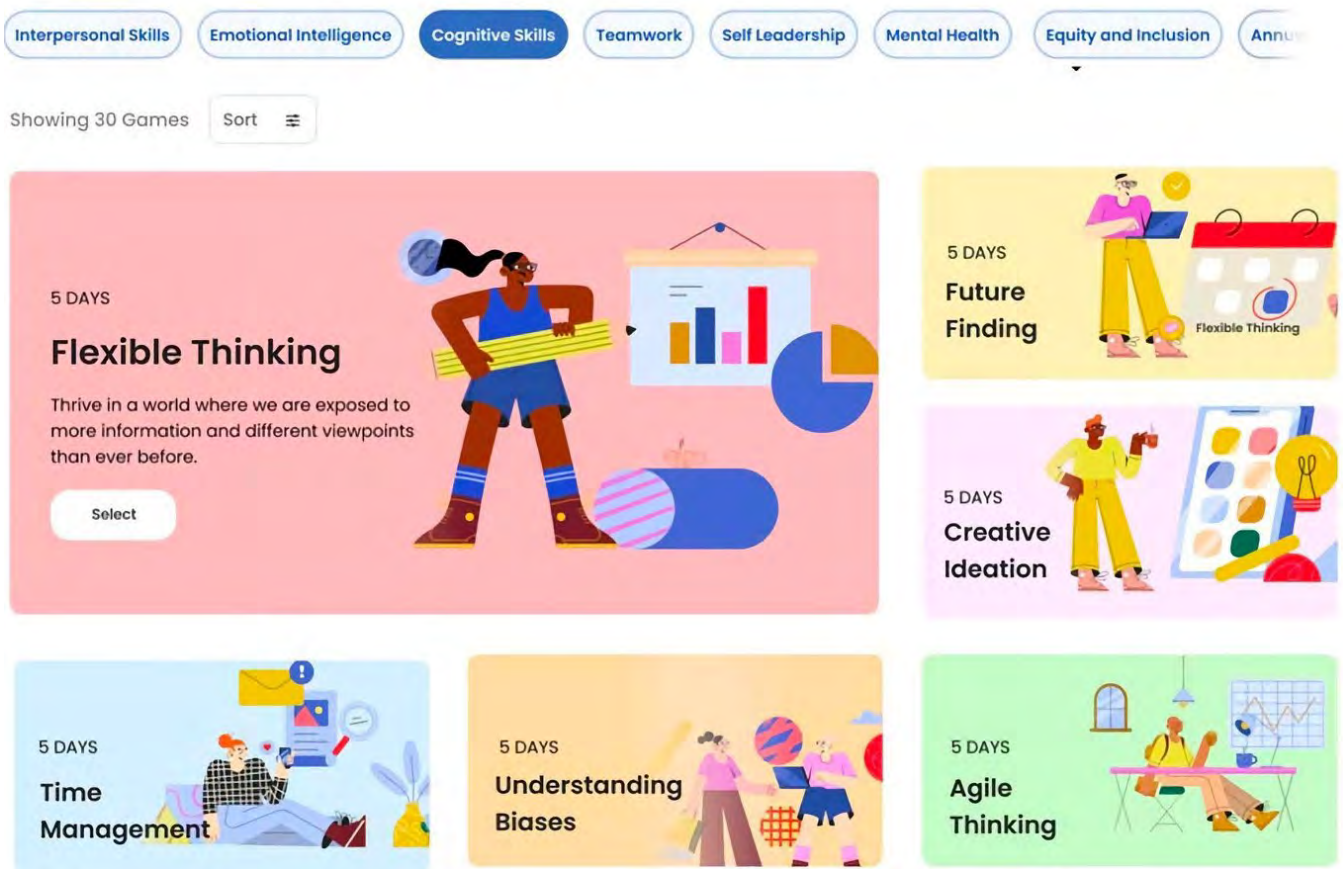 Interpersonal Skills
Emotional Intelligence
Cognitive Skills
Teamwork
Self Leadership
Mental Health
Equity and Inclusion
Showing 30 Games
Sort
5 DAYS
Flexible Thinking
Thrive in a world where we are exposed to
more information and different viewpoints
than ever before.
Select
5 DAYS
Future
Finding
Flexible Thinking
5 DAYS
Creative
Ideation
5 DAYS
Time
Management
5 DAYS
Understanding
Biases
5 DAYS
Agile
Thinking